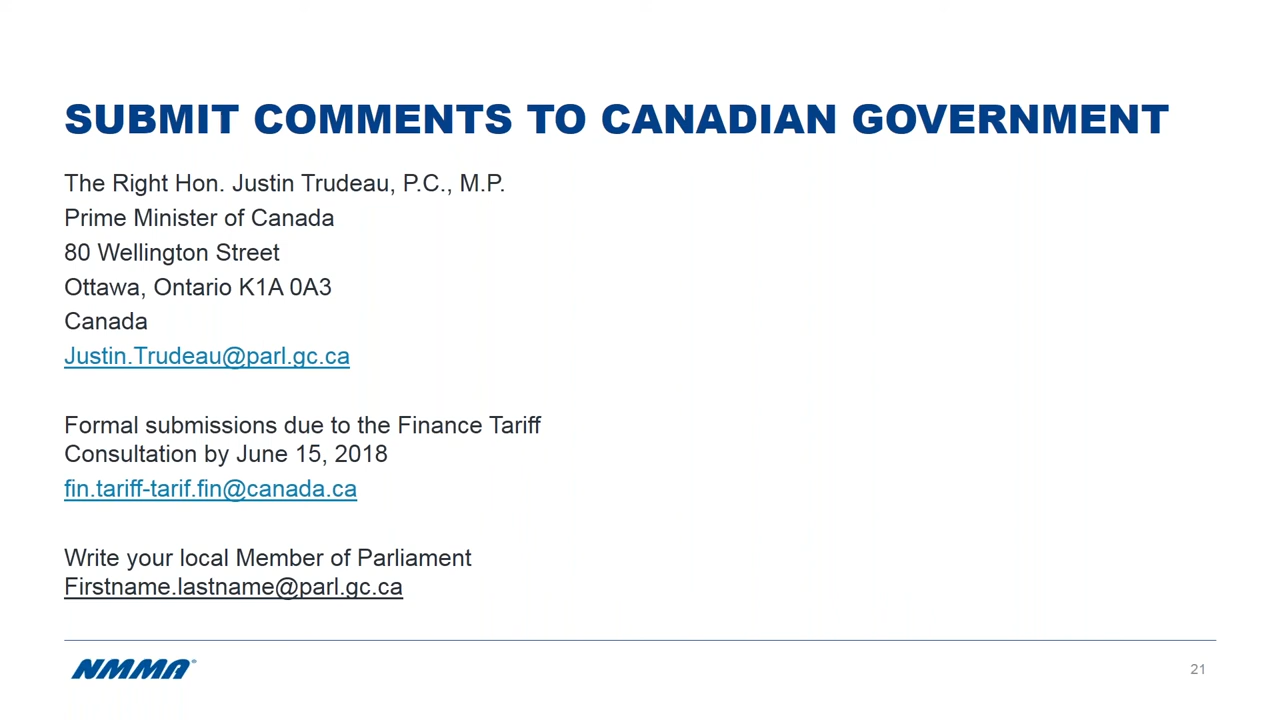 SUBMIT COMMENTS TO CANADIAN GOVERNMENT
The Right Hon. Justin Trudeau, P.C., M.P.
Prime Minister of Canada
80 Wellington Street
Ottawa, Ontario K1A 0A3
Canada
Justin.Trudeau@parl.gc.ca
Formal submissions due to the Finance Tariff
Consultation by June 15, 2018
fin.tariff-tarif.fin@canada.ca
Write your local Member of Parliament
Firstname.lastname@parl.gc.ca
NMMA®
21